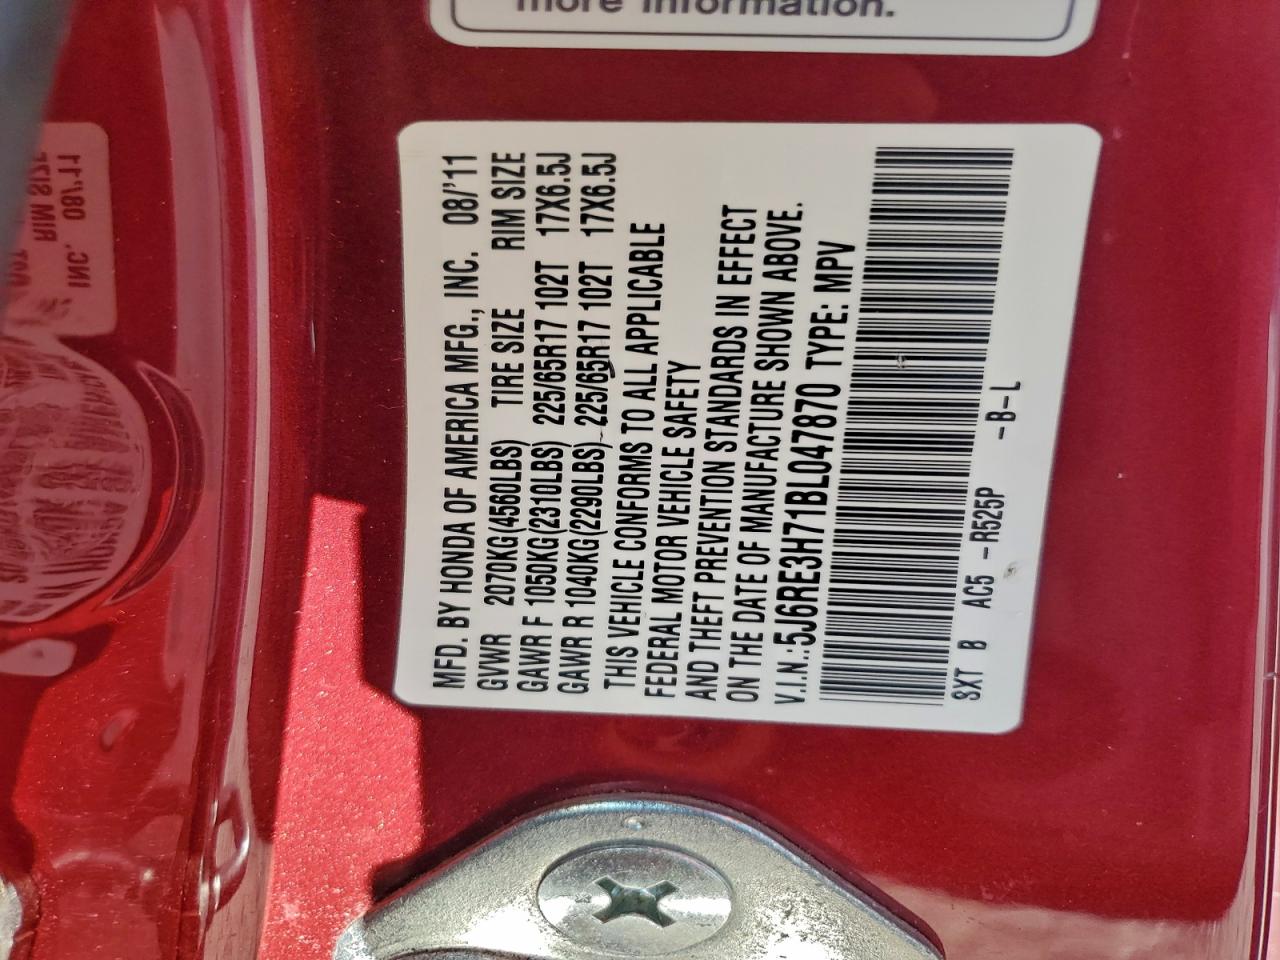 more information.
MFD. BY HONDA OF AMERICA MFG., INC. 08/'11
GVWR 2070KG(4560LBS) TIRE SIZE RIM SIZE
GAWR F 1050KG(2310LBS) 225/65R17 102T 17X6.5J
GAWR R 1040KG(2290LBS) 225/65R17 102T 17X6.5J
THIS VEHICLE CONFORMS TO ALL APPLICABLE
FEDERAL MOTOR VEHICLE SAFETY
AND THEFT PREVENTION STANDARDS IN EFFECT
ON THE DATE OF MANUFACTURE SHOWN ABOVE.
V.I.N.:5J6RE3H71BL047870 TYPE: MPV
SXT B AC5 -R525P -B-L